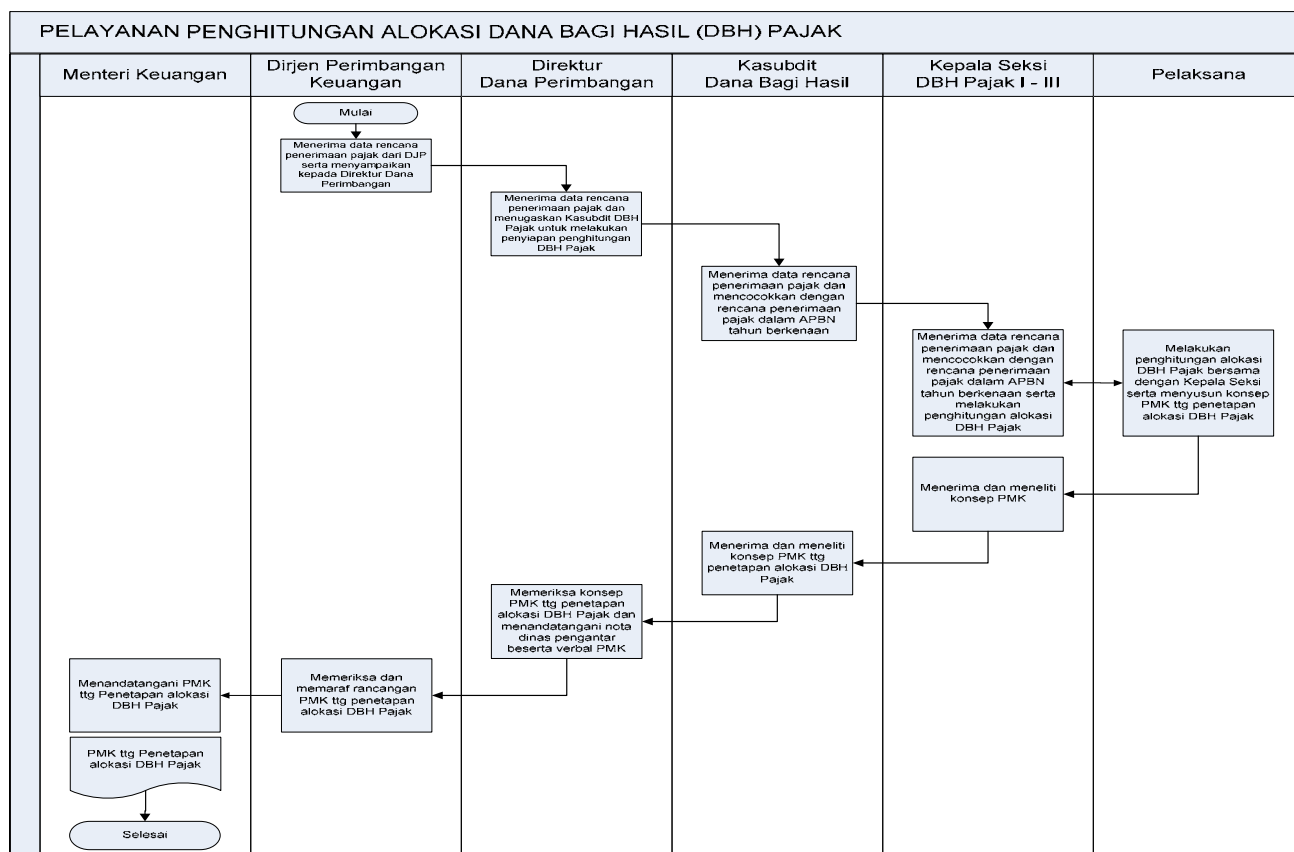 PELAYANAN PENGHITUNGAN ALOKASI DANA BAGI HASIL (DBH) PAJAK
Menteri Keuangan
Dirjen Perimbangan
Keuangan
Direktur
Dana Perimbangan
Kasubdit
Dana Bagi Hasil
Kepala Seksi
DBH Pajak I - III
Pelaksana
Mulai
Menerima data rencana
penerimaan pajak dari DJP
serta menyampaikan
kepada Direktur Dana
Perimbangan
Menerima data rencana
penerimaan pajak dan
menugaskan Kasubdit DBH
Pajak untuk melakukan
penyiapan penghitungan
DBH Pajak
Menerima data rencana
penerimaan pajak dan
mencocokkan dengan
rencana penerimaan
pajak dalam APBN
tahun berkenaan
Menerima data rencana
penerimaan pajak dan
mencocokkan dengan
rencana penerimaan
pajak dalam APBN
tahun berkenaan serta
melakukan
penghitungan alokasi
DBH Pajak
Melakukan
penghitungan alokasi
DBH Pajak bersama
dengan Kepala Seksi
serta menyusun konsep
PMK ttg penetapan
alokasi DBH Pajak
Menerima dan meneliti
konsep PMK
Menerima dan meneliti
konsep PMK ttg
penetapan alokasi DBH
Pajak
Memeriksa konsep
PMK ttg penetapan
alokasi DBH Pajak dan
menandatangani nota
dinas pengantar
beserta verbal PMK
Memeriksa dan
memaraf rancangan
PMK ttg penetapan
alokasi DBH Pajak
Menandatangani PMK
ttg Penetapan alokasi
DBH Pajak
PMK ttg Penetapan
alokasi DBH Pajak
Selesai